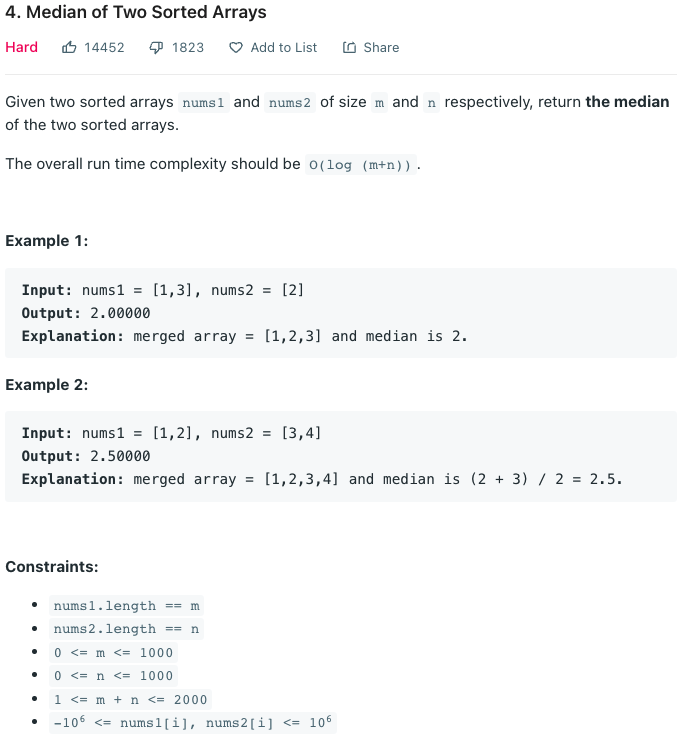 4. Median of Two Sorted Arrays
Hard 14452 1823 Add to List Share
Given two sorted arrays nums1 and nums2 of size m and n respectively, return the median
of the two sorted arrays.
The overall run time complexity should be O(log (m+n)).
Example 1:
Input: nums1 = [1,3], nums2 = [2]
Output: 2.00000
Explanation: merged array = [1,2,3] and median is 2.
Example 2:
Input: nums1 = [1,2], nums2 = [3,4]
Output: 2.50000
Explanation: merged array = [1,2,3,4] and median is (2 + 3) / 2 = 2.5.
Constraints:
• nums1.length == m
• nums2.length == n
• 0 <= m <= 1000
• 0 <= n <= 1000
• 1 <= m + n <= 2000
• -10⁶ <= nums1[i], nums2[i] <= 10⁶